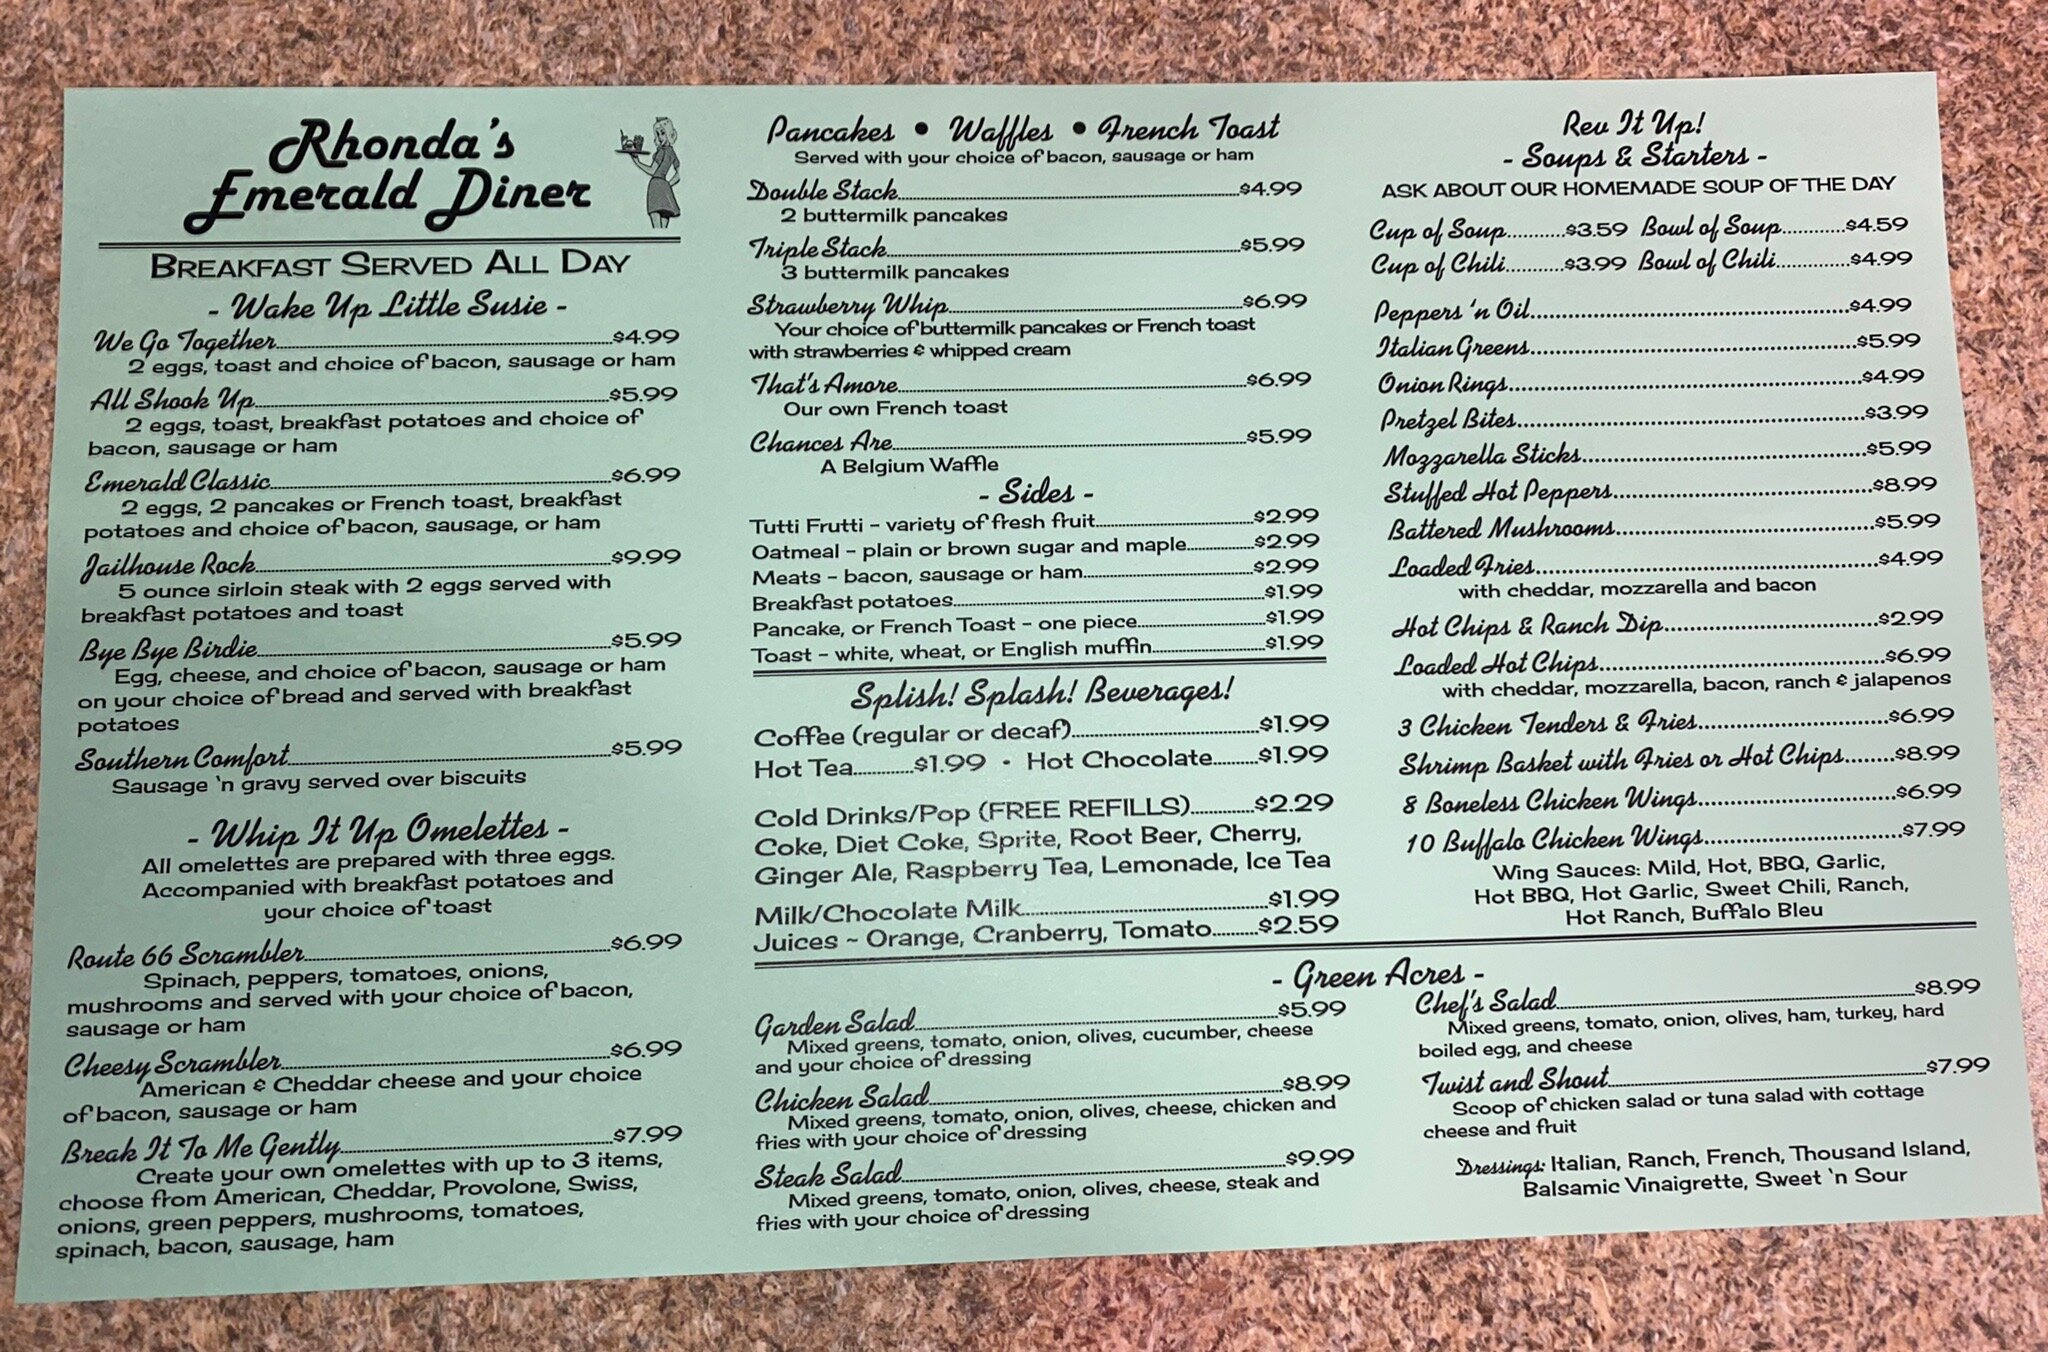 Rhonda's
Emerald Diner
BREAKFAST SERVED ALL DAY
- Wake Up Little Susie -
We Go Together $4.99
2 eggs, toast and choice of bacon, sausage or ham
All Shook Up $5.99
2 eggs, toast, breakfast potatoes and choice of
bacon, sausage or ham
Emerald Classic $6.99
2 eggs, 2 pancakes or French toast, breakfast
potatoes and choice of bacon, sausage, or ham
Jailhouse Rock $9.99
5 ounce sirloin steak with 2 eggs served with
breakfast potatoes and toast
Bye Bye Birdie $5.99
Egg, cheese, and choice of bacon, sausage or ham
on your choice of bread and served with breakfast
potatoes
Southern Comfort $5.99
Sausage 'n gravy served over biscuits
- Whip It Up Omelettes -
All omelettes are prepared with three eggs.
Accompanied with breakfast potatoes and
your choice of toast
Route 66 Scrambler $6.99
Spinach, peppers, tomatoes, onions,
mushrooms and served with your choice of bacon,
sausage or ham
Cheesy Scrambler $6.99
American & Cheddar cheese and your choice
of bacon, sausage or ham
Break It To Me Gently $7.99
Create your own omelettes with up to 3 items,
choose from American, Cheddar, Provolone, Swiss,
onions, green peppers, mushrooms, tomatoes,
spinach, bacon, sausage, ham
Pancakes • Waffles • French Toast
Served with your choice of bacon, sausage or ham
Double Stack $4.99
2 buttermilk pancakes
Triple Stack $5.99
3 buttermilk pancakes
Strawberry Whip $6.99
Your choice of buttermilk pancakes or French toast
with strawberries & whipped cream
That's Amore $6.99
Our own French toast
Chances Are $5.99
A Belgium Waffle
- Sides -
Tutti Frutti - variety of fresh fruit $2.99
Oatmeal - plain or brown sugar and maple $2.99
Meats - bacon, sausage or ham $2.99
Breakfast potatoes $1.99
Pancake, or French Toast - one piece $1.99
Toast - white, wheat, or English muffin $1.99
Splish! Splash! Beverages!
Coffee (regular or decaf) $1.99
Hot Tea $1.99 • Hot Chocolate $1.99
Cold Drinks/Pop (FREE REFILLS) $2.29
Coke, Diet Coke, Sprite, Root Beer, Cherry,
Ginger Ale, Raspberry Tea, Lemonade, Ice Tea
Milk/Chocolate Milk $1.99
Juices ~ Orange, Cranberry, Tomato $2.59
Rev It Up!
- Soups & Starters -
ASK ABOUT OUR HOMEMADE SOUP OF THE DAY
Cup of Soup $3.59 Bowl of Soup $4.59
Cup of Chili $3.99 Bowl of Chili $4.99
Peppers 'n Oil $4.99
Italian Greens $5.99
Onion Rings $4.99
Pretzel Bites $3.99
Mozzarella Sticks $5.99
Stuffed Hot Peppers $8.99
Battered Mushrooms $5.99
Loaded Fries $4.99
with cheddar, mozzarella and bacon
Hot Chips & Ranch Dip $2.99
Loaded Hot Chips $6.99
with cheddar, mozzarella, bacon, ranch & jalapenos
3 Chicken Tenders & Fries $6.99
Shrimp Basket with Fries or Hot Chips $8.99
8 Boneless Chicken Wings $6.99
10 Buffalo Chicken Wings $7.99
Wing Sauces: Mild, Hot, BBQ, Garlic,
Hot BBQ, Hot Garlic, Sweet Chili, Ranch,
Hot Ranch, Buffalo Bleu
- Green Acres -
Garden Salad $5.99
Mixed greens, tomato, onion, olives, cucumber, cheese
and your choice of dressing
Chicken Salad $8.99
Mixed greens, tomato, onion, olives, cheese, chicken and
fries with your choice of dressing
Steak Salad $9.99
Mixed greens, tomato, onion, olives, cheese, steak and
fries with your choice of dressing
Chef's Salad $8.99
Mixed greens, tomato, onion, olives, ham, turkey, hard
boiled egg, and cheese
Twist and Shout $7.99
Scoop of chicken salad or tuna salad with cottage
cheese and fruit
Dressings: Italian, Ranch, French, Thousand Island,
Balsamic Vinaigrette, Sweet 'n Sour